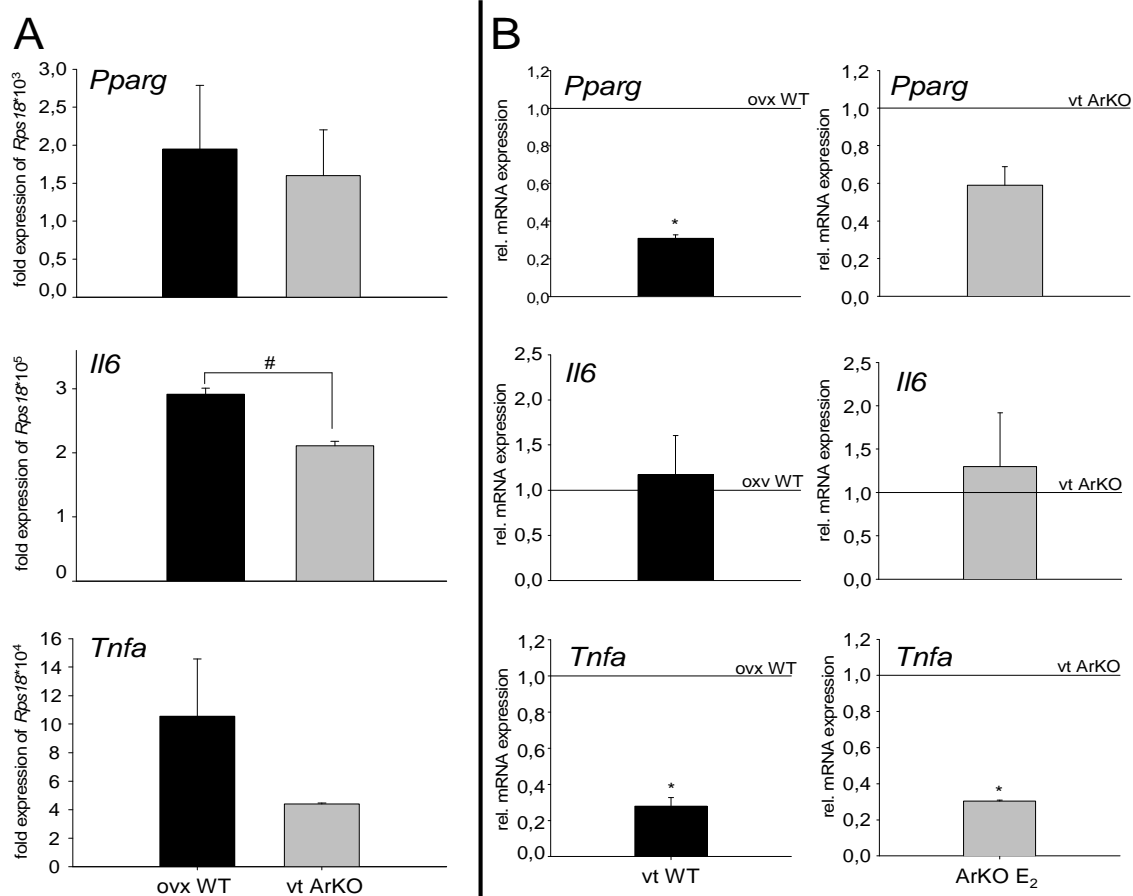 A
Pparg
fold expression of Rps18*10³
3,0
2,5
2,0
1,5
1,0
0,5
0,0
Il6
fold expression of Rps18*10⁵
3
2
1
0
#
Tnfa
fold expression of Rps18*10⁴
16
14
12
10
8
6
4
2
0
ovx WT
vt ArKO
B
Pparg
rel. mRNA expression
1,2
1,0
0,8
0,6
0,4
0,2
0,0
ovx WT
*
Pparg
rel. mRNA expression
1,2
1,0
0,8
0,6
0,4
0,2
0,0
vt ArKO
Il6
rel. mRNA expression
2,5
2,0
1,5
1,0
0,5
0,0
oxv WT
Il6
rel. mRNA expression
2,5
2,0
1,5
1,0
0,5
0,0
vt ArKO
Tnfa
rel. mRNA expression
1,2
1,0
0,8
0,6
0,4
0,2
0,0
ovx WT
*
vt WT
Tnfa
rel. mRNA expression
1,2
1,0
0,8
0,6
0,4
0,2
0,0
vt ArKO
*
ArKO E₂